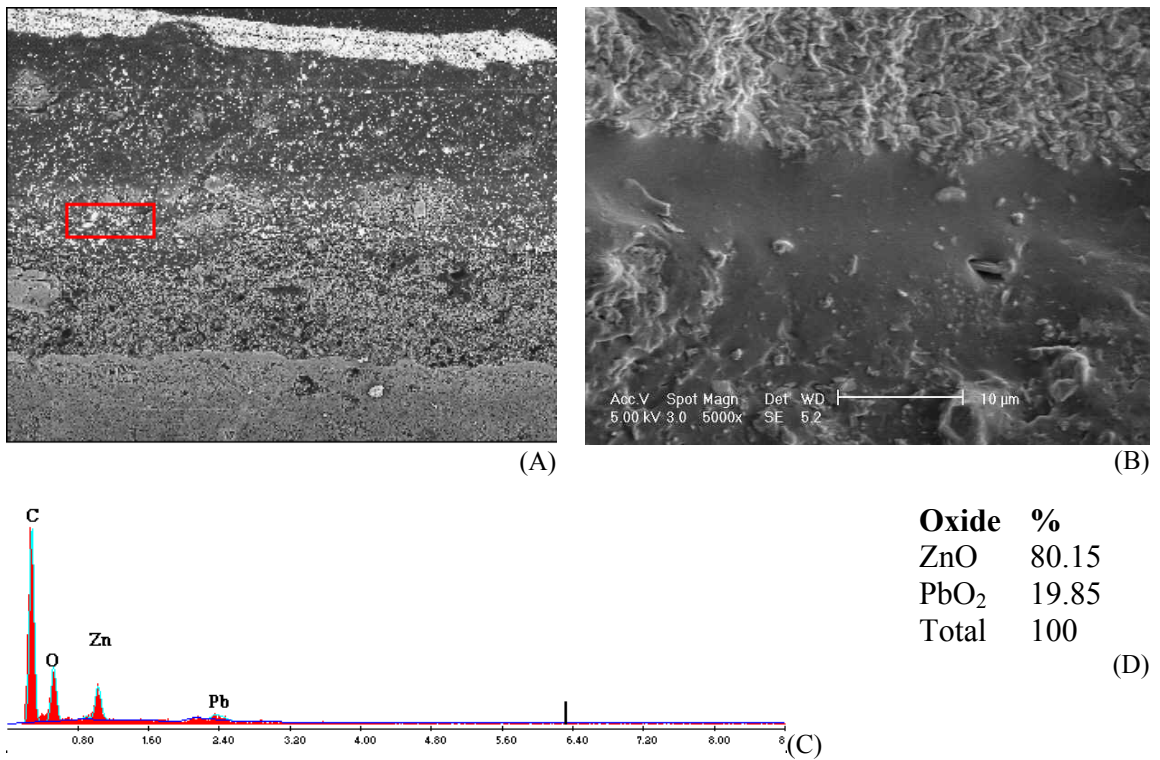 Acc.V Spot Magn Det WD 10 µm
5.00 kV 3.0 5000x SE 5.2
(A)
(B)
C
O
Zn
Pb
0.80 1.60 2.40 3.20 4.00 4.80 5.60 6.40 7.20 8.00 8
(C)
Oxide %
ZnO 80.15
PbO₂ 19.85
Total 100
(D)